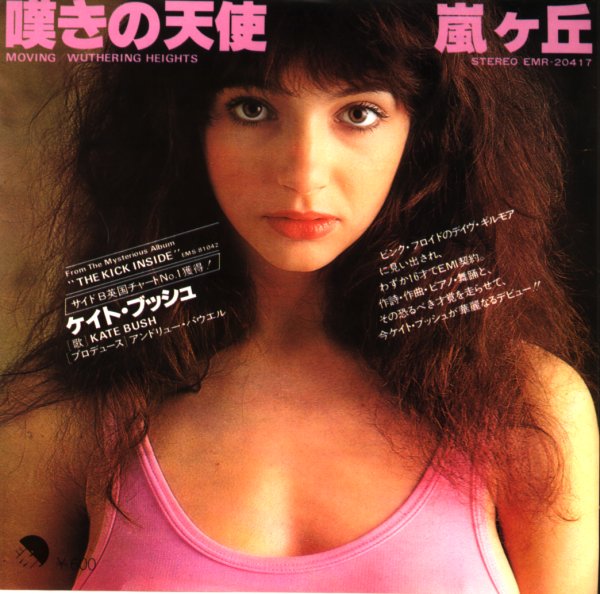 嘆きの天使
MOVING / WUTHERING HEIGHTS
嵐ヶ丘
STEREO EMR-20417
From The Mysterious Album
"THE KICK INSIDE" EMS 81042
サイドB英国チャートNo.1獲得!
ケイト・ブッシュ
[歌] KATE BUSH
[プロデュース] アンドリュー・パウエル
ピンク・フロイドのデイヴ・ギルモア
に見い出され、
わずか16才でEMI契約。
作詩・作曲・ピアノ・舞踊と、
その恐るべき才覚を走らせて、
今ケイト・ブッシュが華麗なるデビュー!!
¥600